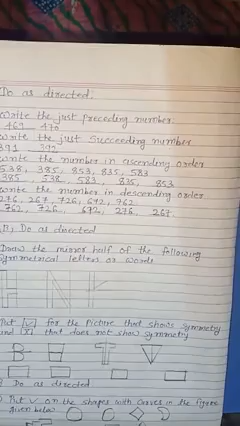 Do as directed.
Write the just preceding number.
469 470
Write the just succeeding number
391 392
write the number in ascending order
538, 385, 853, 835, 583
385 538, 583, 835, 853
write the number in descending order
276, 267, 726, 672, 762
762, 726, 672, 276, 267.
Do as directed
Draw the mirror half of the following
symmetrical letters or words
H N
Put [✓] for the picture that shows symmetry
and [X] that does not show symmetry
B T V
Do as directed
Put ✓ on the shapes with curves in the figure
given below